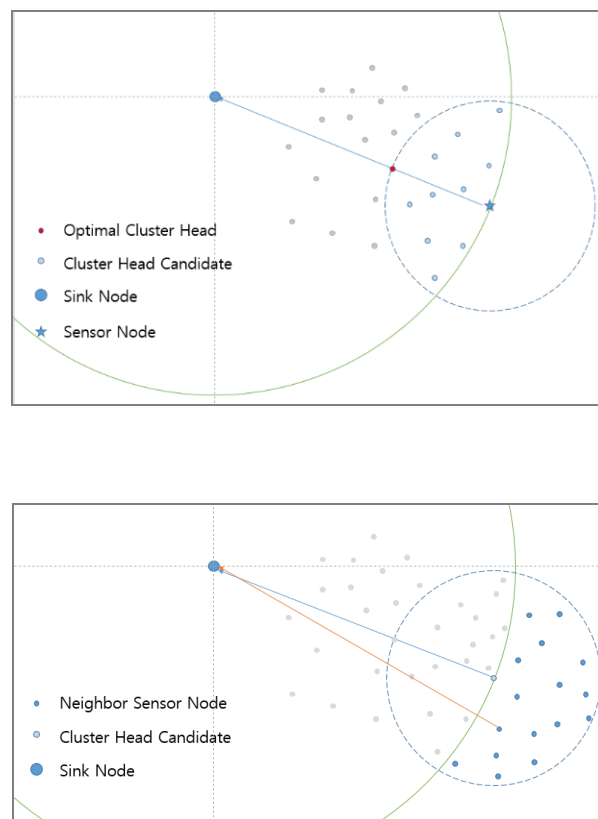 Optimal Cluster Head
Cluster Head Candidate
Sink Node
Sensor Node
Neighbor Sensor Node
Cluster Head Candidate
Sink Node